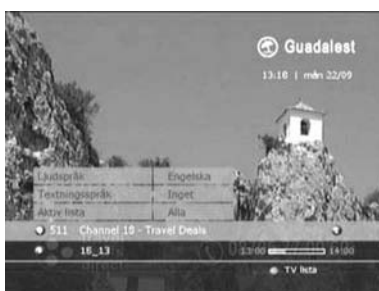 Guadalest
13:16 | mån 22/09
Ljudspråk Engelska
Textningsspråk Inget
Aktiv lista Alla
511 Channel 18 - Travel Deals
16_13 13:00 14:00
TV lista